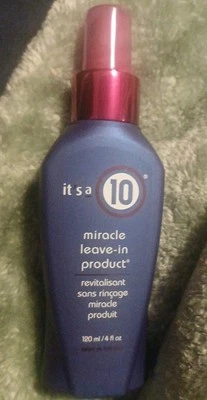 it s a 10®
miracle
leave-in
product*
revitalisant
sans rinçage
miracle
produit
120 ml/4 fl oz